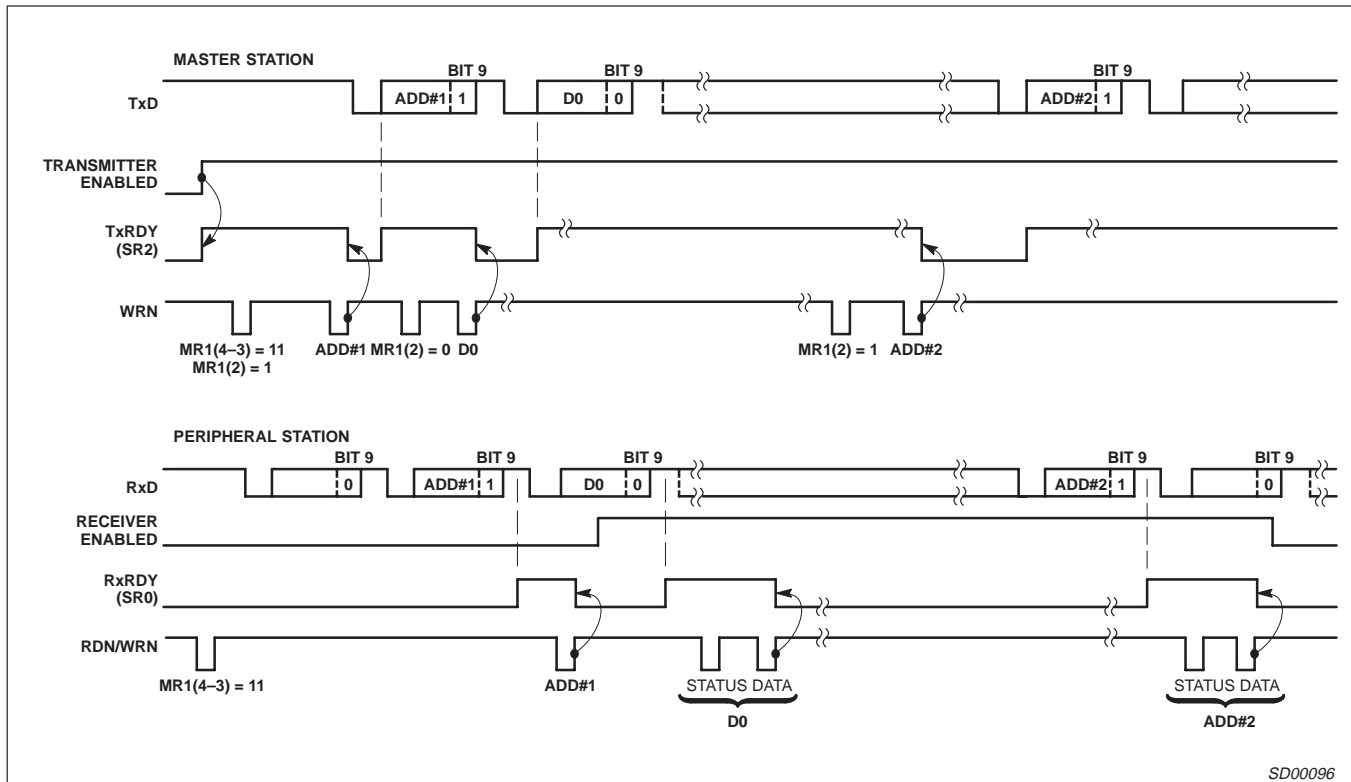 MASTER STATION
BIT 9 BIT 9 BIT 9
TxD ADD#1 1 D0 0 ADD#2 1
TRANSMITTER
ENABLED
TxRDY
(SR2)
WRN
MR1(4–3) = 11 ADD#1 MR1(2) = 0 D0 MR1(2) = 1 ADD#2
MR1(2) = 1
PERIPHERAL STATION
BIT 9 BIT 9 BIT 9 BIT 9 BIT 9
RxD 0 ADD#1 1 D0 0 ADD#2 1 0
RECEIVER
ENABLED
RxRDY
(SR0)
RDN/WRN
MR1(4–3) = 11 ADD#1 STATUS DATA STATUS DATA
D0 ADD#2
SD00096